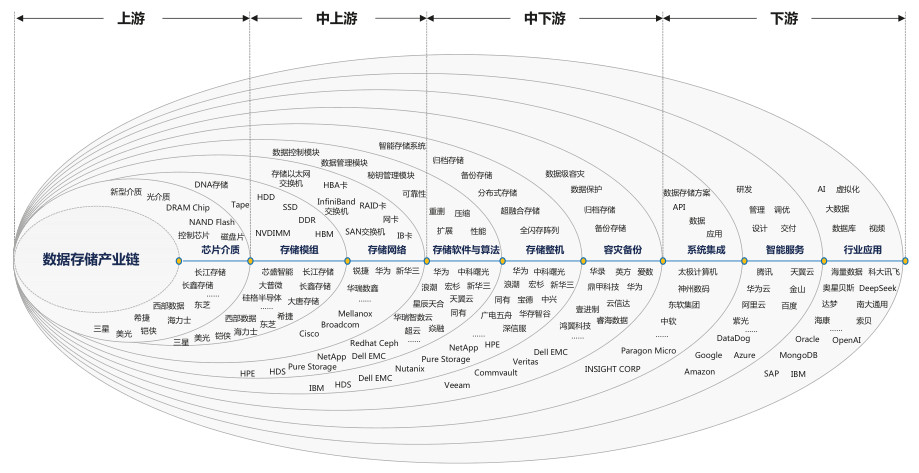 上游
中上游
中下游
下游
数据存储产业链
芯片介质
存储模组
存储网络
存储软件与算法
存储整机
容灾备份
系统集成
智能服务
行业应用
新型介质
光介质
DNA存储
DRAM Chip
Tape
NAND Flash
控制芯片
磁盘片
数据控制模块
存储以太网
交换机
HDD
SSD
DDR
NVDIMM
HBM
智能存储系统
数据管理模块
HBA卡
秘钥管理模块
InfiniBand
交换机
RAID卡
网卡
SAN交换机
IB卡
可靠性
归档存储
备份存储
分布式存储
重删
压缩
扩展
性能
超融合存储
全闪存阵列
数据级容灾
数据保护
归档存储
备份存储
数据存储方案
API
数据
应用
研发
管理
调优
设计
交付
AI
虚拟化
大数据
数据库
视频
长江存储
长鑫存储
......
西部数据
希捷
海力士
三星
美光
铠侠
东芝
芯盛智能
长江存储
大普微
长鑫存储
硅格半导体
大唐存储
......
西部数据
希捷
东芝
海力士
三星
美光
铠侠
锐捷
华为
新华三
华瑞数鑫
......
Mellanox
Broadcom
Cisco
华为
中科曙光
浪潮
宏杉
新华三
天翼云
星辰天合
同有
华瑞智数云
超云
焱融
......
Redhat Ceph
NetApp
Dell EMC
Pure Storage
Nutanix
HPE
HDS
IBM
HDS
Dell EMC
华为
中科曙光
浪潮
宏杉
新华三
同有
宝德
中兴
广电五舟
华存智谷
深信服
......
NetApp
HPE
Pure Storage
华录
英方
爱数
鼎甲科技
华为
云信达
壹进制
鸿翼科技
睿海数据
......
Dell EMC
Veritas
Commvault
Veeam
太极计算机
神州数码
东软集团
中软
......
Paragon Micro
INSIGHT CORP
腾讯
天翼云
华为云
金山
阿里云
百度
紫光
......
DataDog
Google
Azure
Amazon
海量数据
科大讯飞
奥星贝斯
DeepSeek
达梦
南大通用
海康
索贝
......
Oracle
OpenAI
MongoDB
SAP
IBM